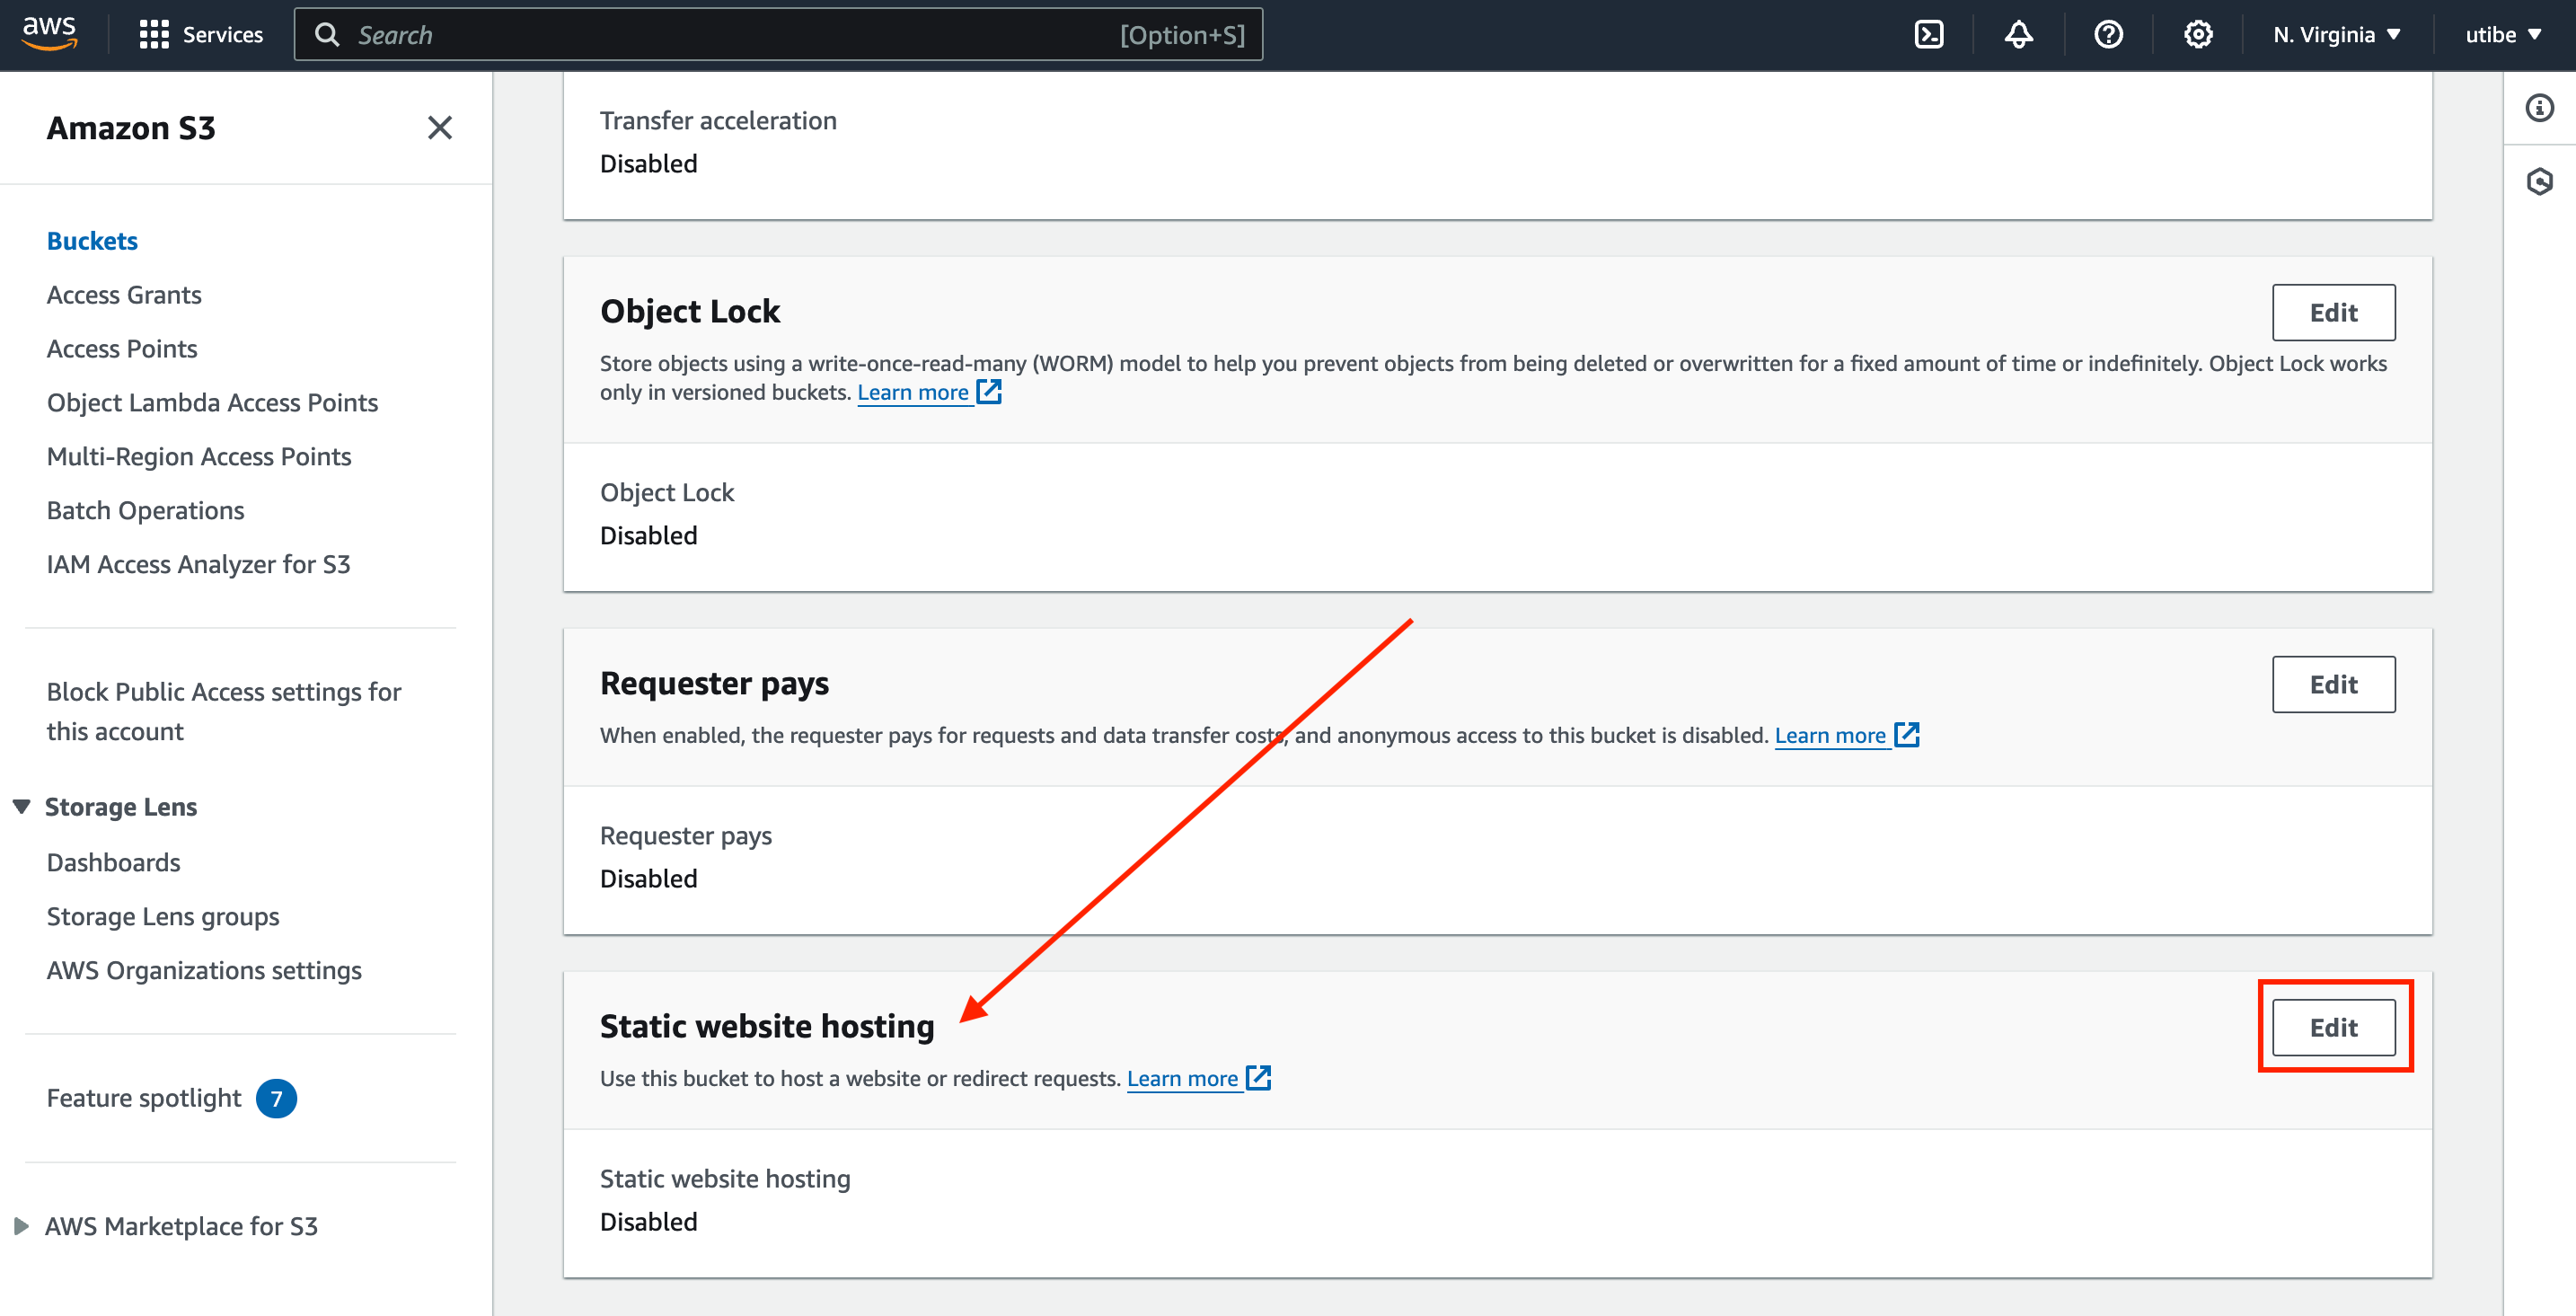 aws
Services
Search
[Option+S]
N. Virginia
utibe
Amazon S3
Buckets
Access Grants
Access Points
Object Lambda Access Points
Multi-Region Access Points
Batch Operations
IAM Access Analyzer for S3
Block Public Access settings for
this account
Storage Lens
Dashboards
Storage Lens groups
AWS Organizations settings
Feature spotlight 7
AWS Marketplace for S3
Transfer acceleration
Disabled
Object Lock
Edit
Store objects using a write-once-read-many (WORM) model to help you prevent objects from being deleted or overwritten for a fixed amount of time or indefinitely. Object Lock works
only in versioned buckets. Learn more
Object Lock
Disabled
Requester pays
Edit
When enabled, the requester pays for requests and data transfer costs, and anonymous access to this bucket is disabled. Learn more
Requester pays
Disabled
Static website hosting
Edit
Use this bucket to host a website or redirect requests. Learn more
Static website hosting
Disabled